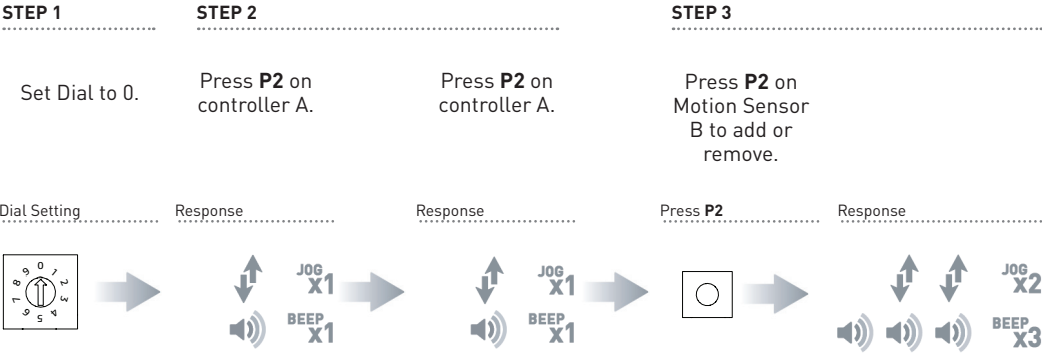 STEP 1
STEP 2
STEP 3
Set Dial to 0.
Press P2 on
controller A.
Press P2 on
controller A.
Press P2 on
Motion Sensor
B to add or
remove.
Dial Setting
Response
Response
Press P2
Response
0 1 2 3 4 5 6 7 8 9
JOG
X1
BEEP
X1
JOG
X1
BEEP
X1
JOG
X2
BEEP
X3